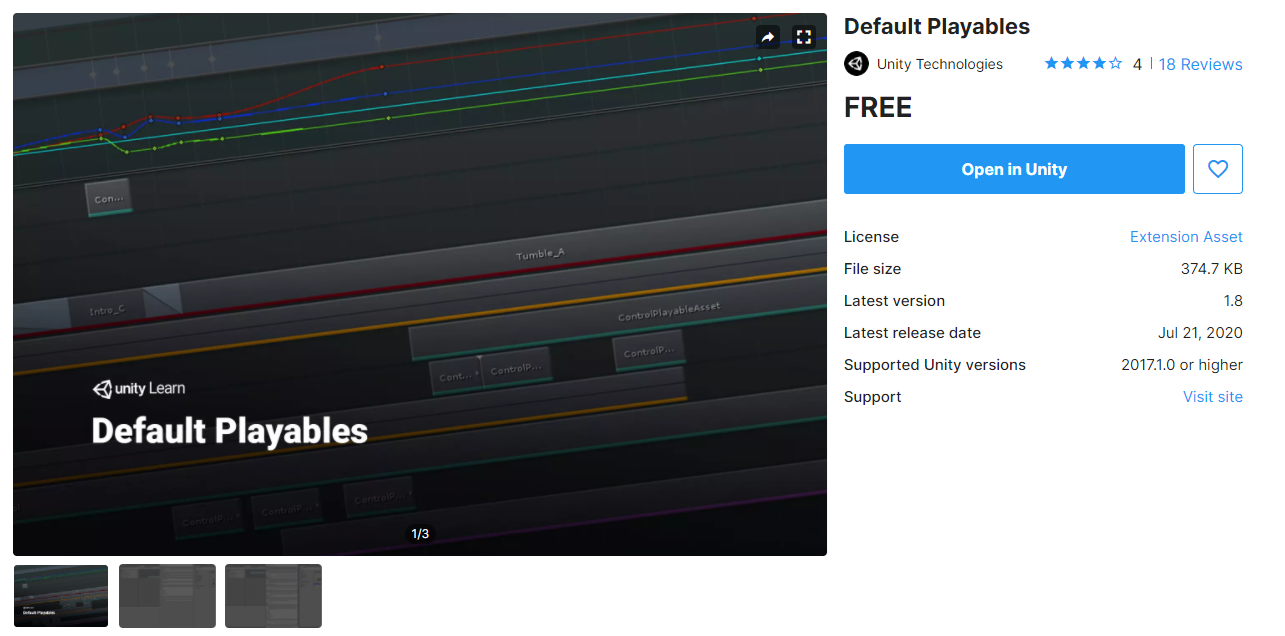 Default Playables
Unity Technologies
4 | 18 Reviews
FREE
Open in Unity
License
Extension Asset
File size
374.7 KB
Latest version
1.8
Latest release date
Jul 21, 2020
Supported Unity versions
2017.1.0 or higher
Support
Visit site
Con...
Tumble_A
Intro_C
ControlPlayableAsset
ControlP...
Cont...
ControlP...
unity Learn
Default Playables
ControlP...
ControlP...
ControlP...
1/3
Default Playables